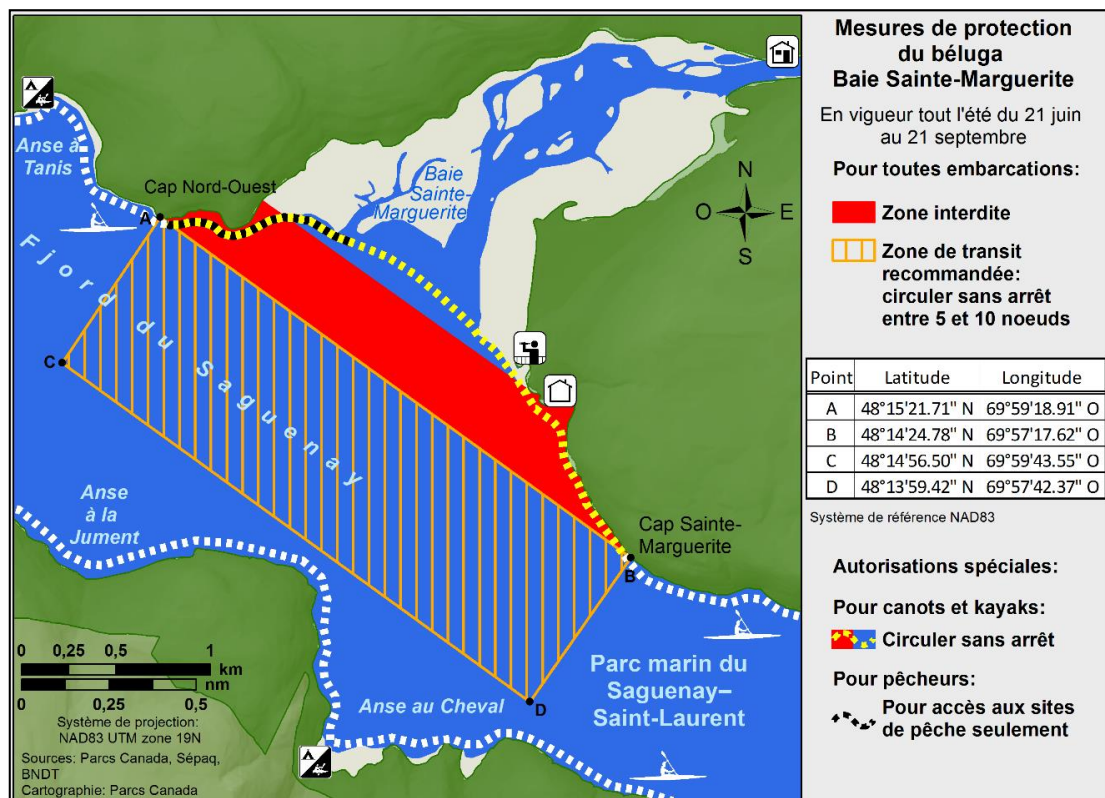 Anse à
Tanis
Cap Nord-Ouest
Baie
Sainte-
Marguerite
N
O
E
S
A
Fjord du Saguenay
C
Anse
à la
Jument
Cap Sainte-
Marguerite
B
Parc marin du
Saguenay–
Saint-Laurent
Anse au Cheval
D
0 0,25 0,5 1
km
nm
0 0,25 0,5
Système de projection:
NAD83 UTM zone 19N
Sources: Parcs Canada, Sépaq,
BNDT
Cartographie: Parcs Canada
Mesures de protection
du béluga
Baie Sainte-Marguerite
En vigueur tout l'été du 21 juin
au 21 septembre
Pour toutes embarcations:
Zone interdite
Zone de transit
recommandée:
circuler sans arrêt
entre 5 et 10 noeuds
Point Latitude Longitude
A 48°15'21.71" N 69°59'18.91" O
B 48°14'24.78" N 69°57'17.62" O
C 48°14'56.50" N 69°59'43.55" O
D 48°13'59.42" N 69°57'42.37" O
Système de référence NAD83
Autorisations spéciales:
Pour canots et kayaks:
Circuler sans arrêt
Pour pêcheurs:
Pour accès aux sites
de pêche seulement